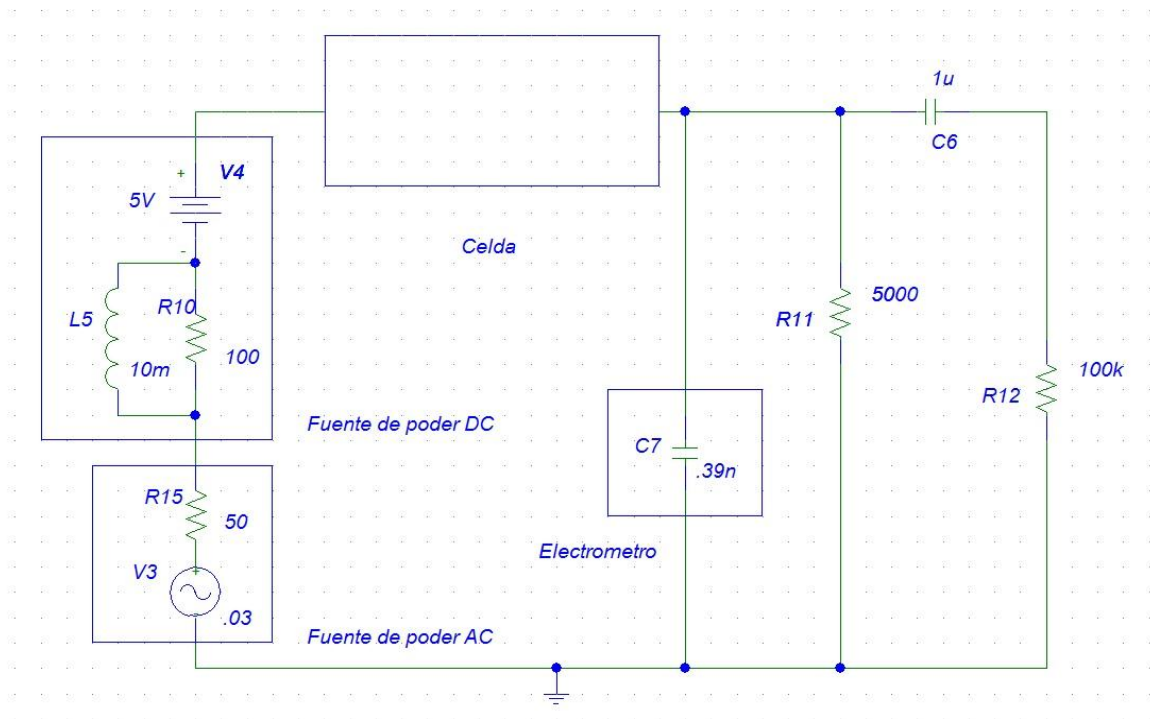 1u
C6
+
V4
5V
Celda
-
R10
L5
5000
R11
100
10m
100k
R12
Fuente de poder DC
C7
.39n
R15
50
Electrometro
V3
+
.03
Fuente de poder AC